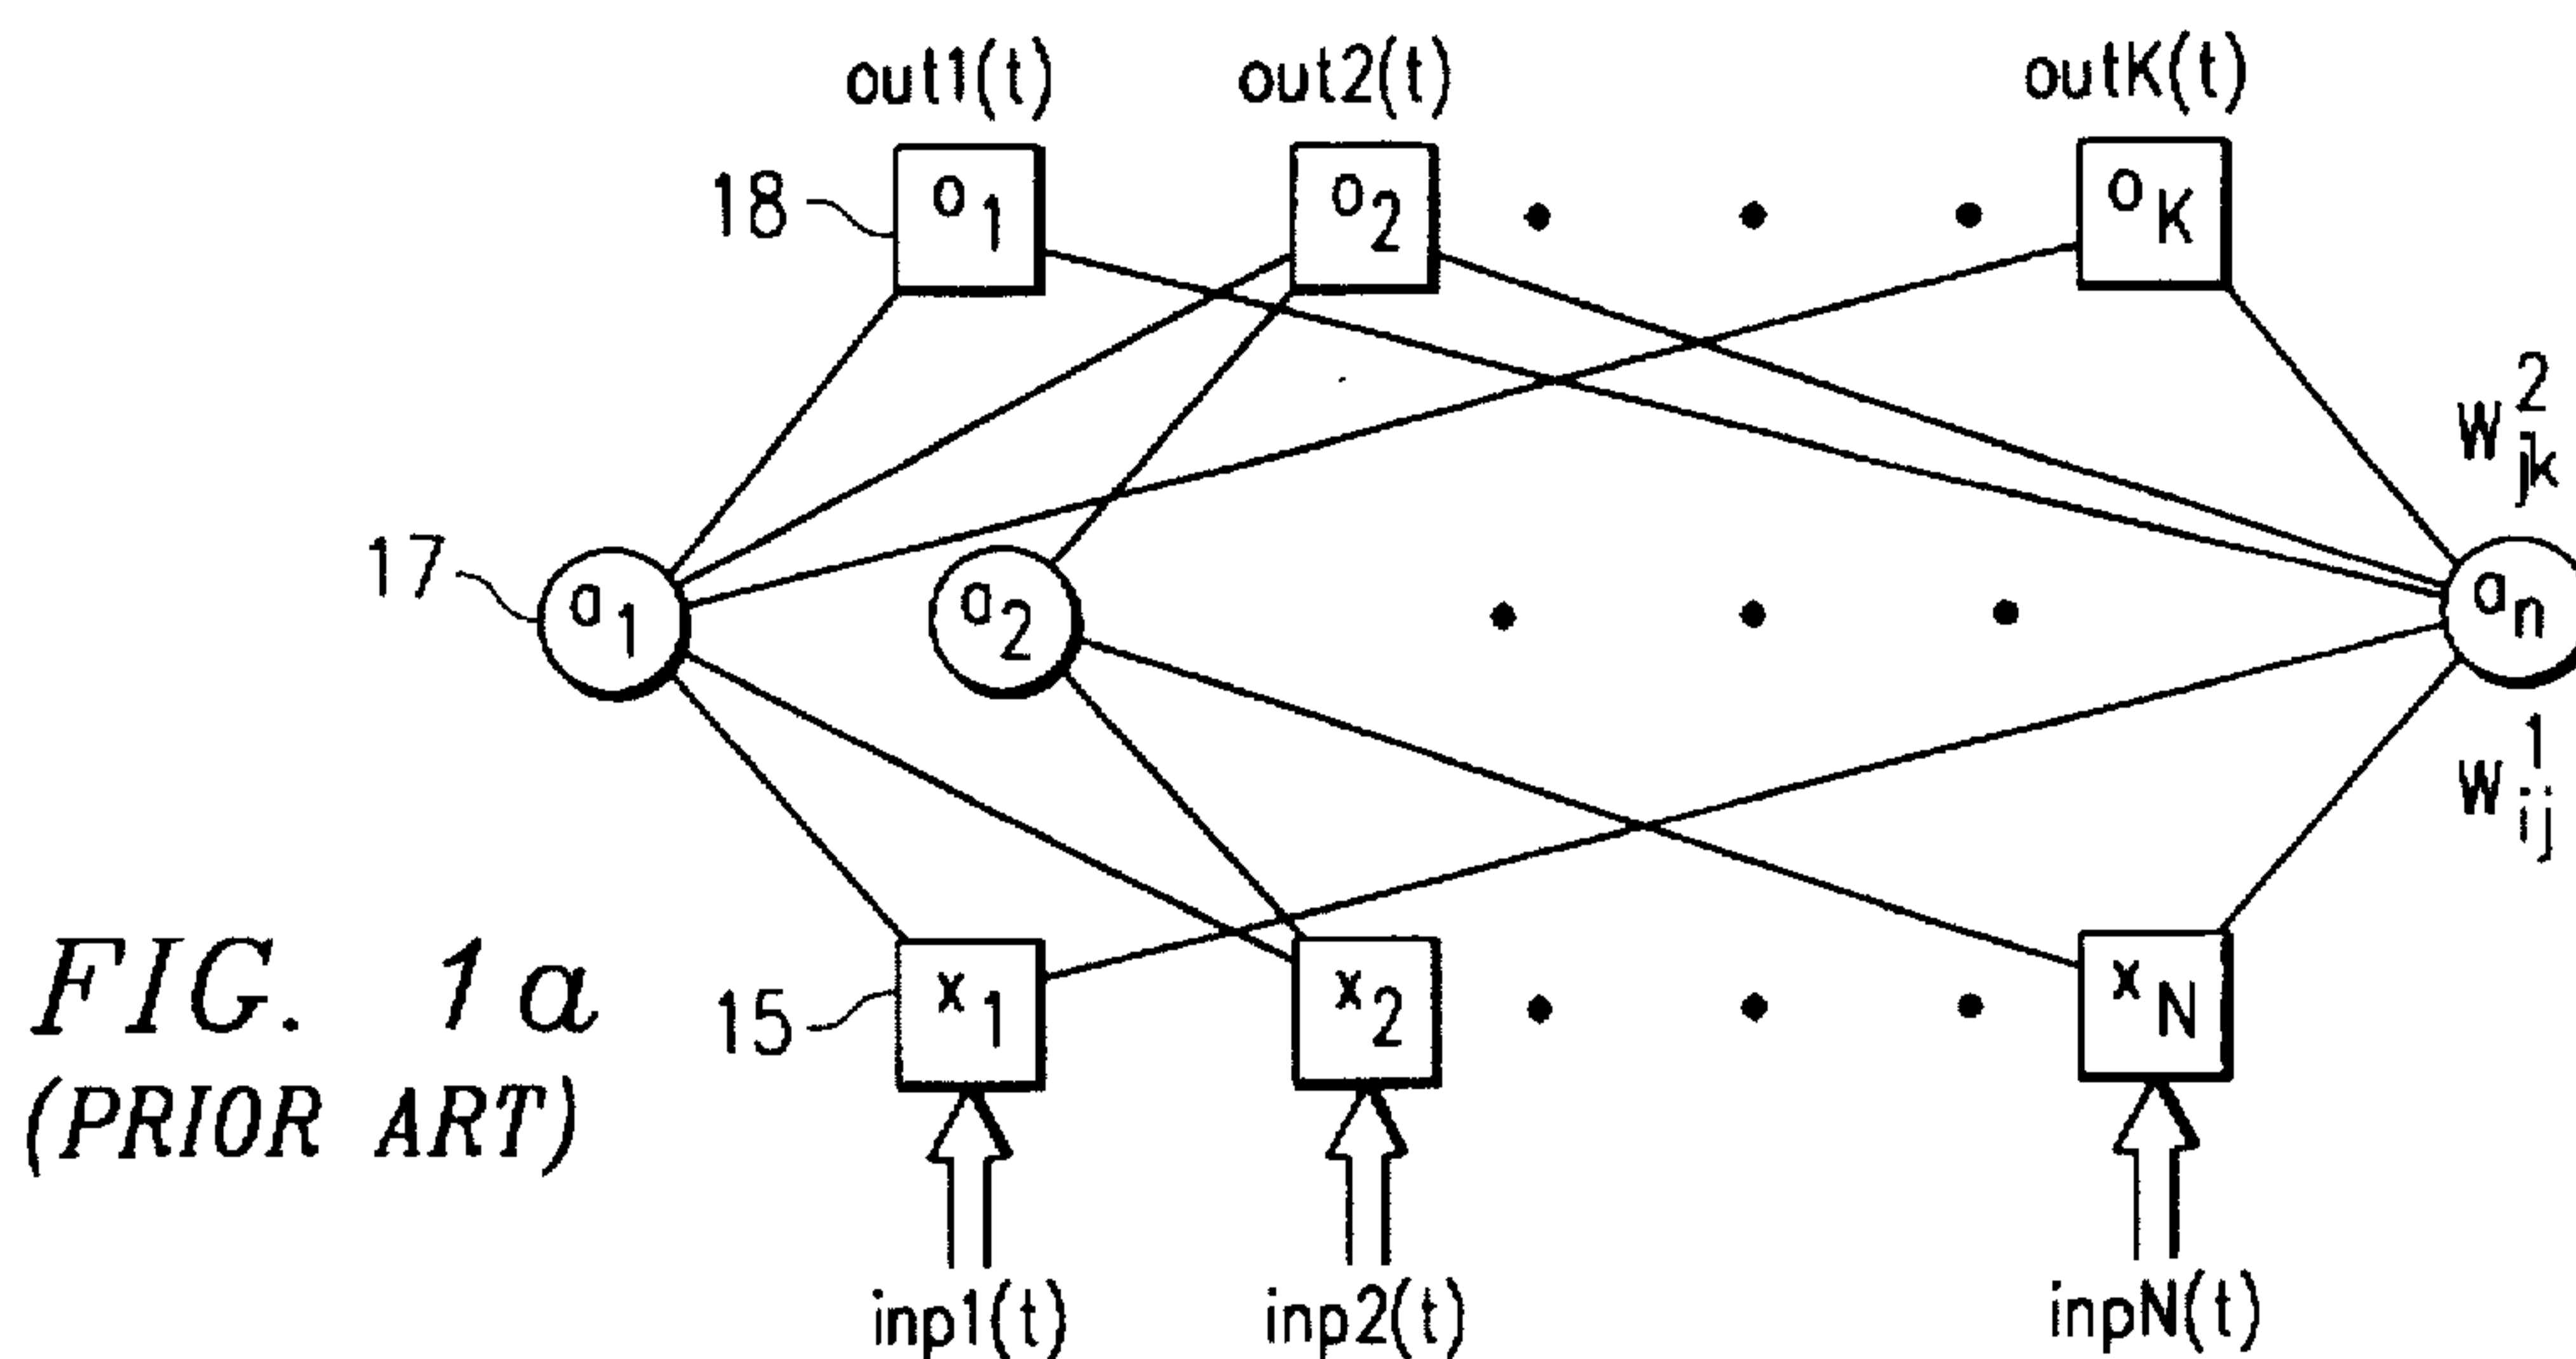 out1(t) out2(t) outK(t)
18 o1 o2 • • • oK
W2jk
17 a1 a2 • • • an
W1ij
15 x1 x2 • • • xN
FIG. 1a
(PRIOR ART)
inp1(t) inp2(t) inpN(t)